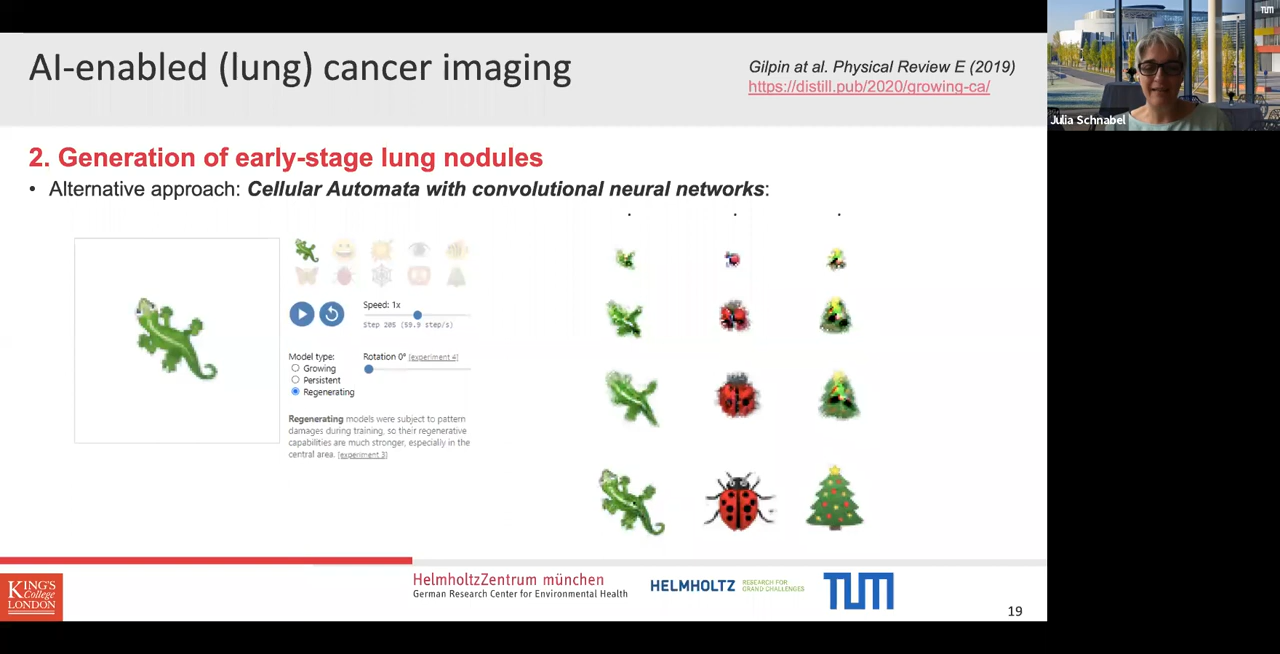 AI-enabled (lung) cancer imaging
Gilpin at al. Physical Review E (2019)
https://distill.pub/2020/growing-ca/
TUM
Julia Schnabel
2. Generation of early-stage lung nodules
• Alternative approach: Cellular Automata with convolutional neural networks:
Speed: 1x
Step 205 (59.9 step/s)
Model type:
Growing
Persistent
Regenerating
Rotation 0° [experiment 4]
Regenerating models were subject to pattern
damages during training, so their regenerative
capabilities are much stronger, especially in the
central area. [experiment 3]
KING'S
College
LONDON
HelmholtzZentrum münchen
German Research Center for Environmental Health
HELMHOLTZ
RESEARCH FOR
GRAND CHALLENGES
TUM
19